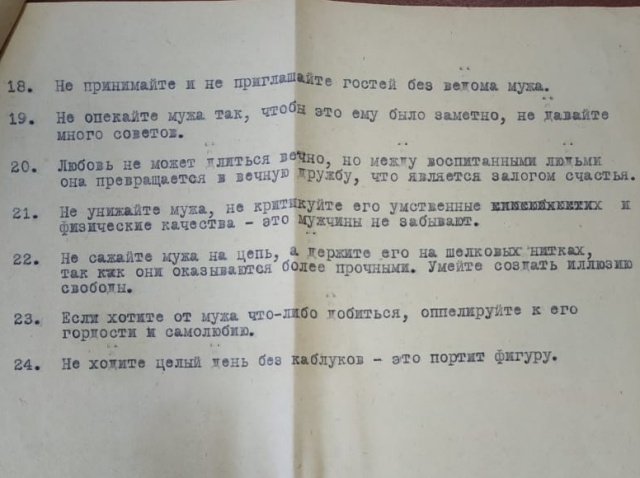 18. Не принимайте и не приглашайте гостей без ведома мужа.
19. Не опекайте мужа так, чтобы это ему было заметно, не давайте
много советов.
20. Любовь не может длиться вечно, но между воспитанными людьми
она превращается в вечную дружбу, что является залогом счастья.
21. Не унижайте мужа, не критикуйте его умственные и
физические качества - это мужчины не забывают.
22. Не сажайте мужа на цепь, а держите его на шелковых нитках,
так как они оказываются более прочными. Умейте создать иллюзию
свободы.
23. Если хотите от мужа что-либо добиться, оппелируйте к его
гордости и самолюбию.
24. Не ходите целый день без каблуков - это портит фигуру.